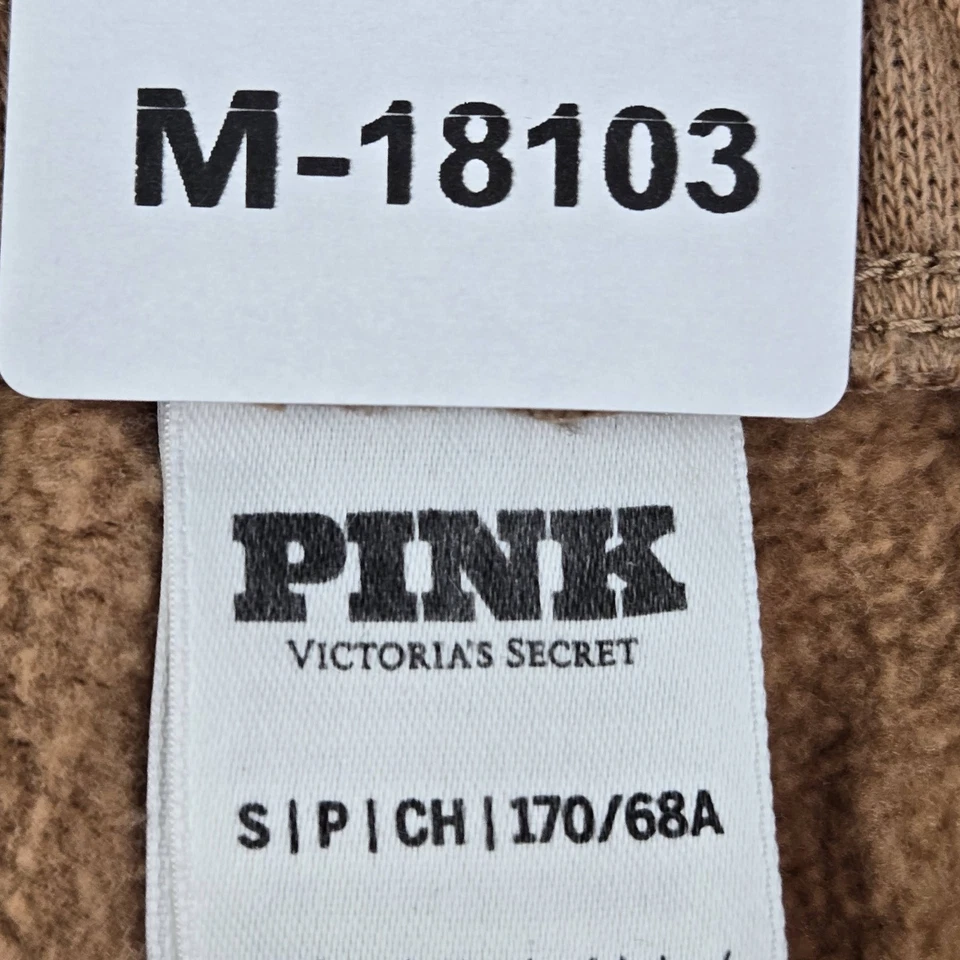 M-18103
PINK
VICTORIA'S SECRET
S | P | CH | 170/68A